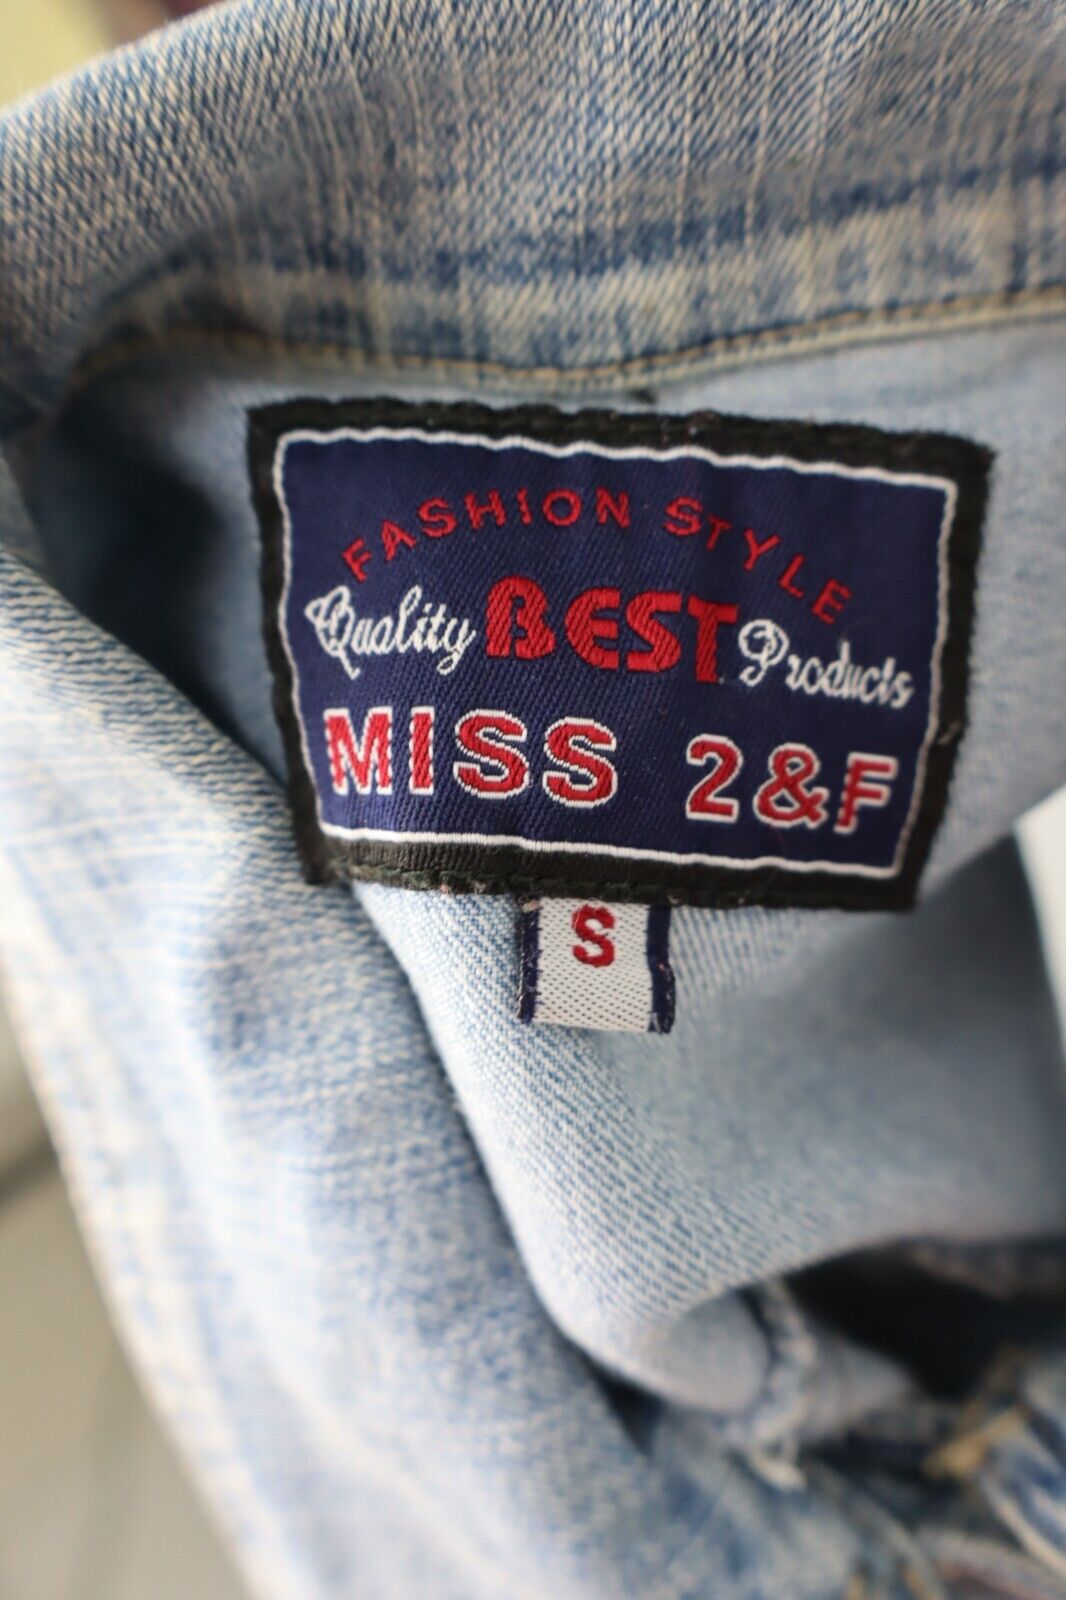 FASHION STYLE
Quality BEST Products
MISS 2&F
S